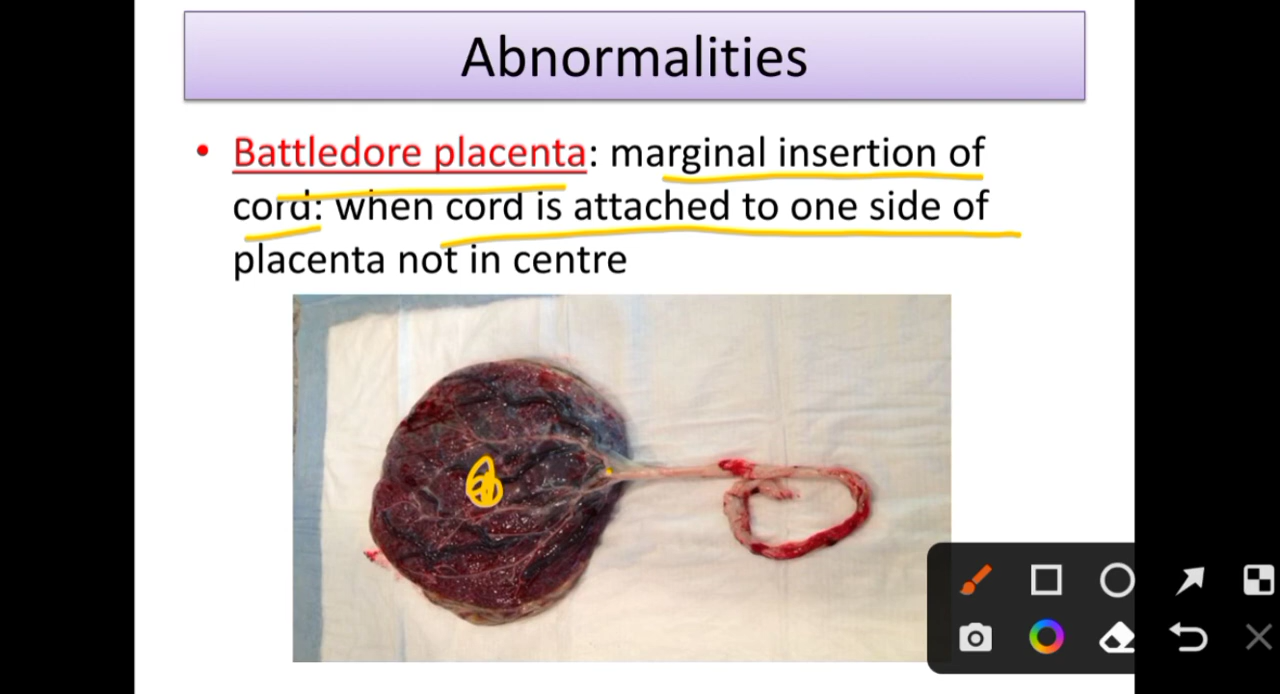 Abnormalities
• Battledore placenta: marginal insertion of
cord: when cord is attached to one side of
placenta not in centre